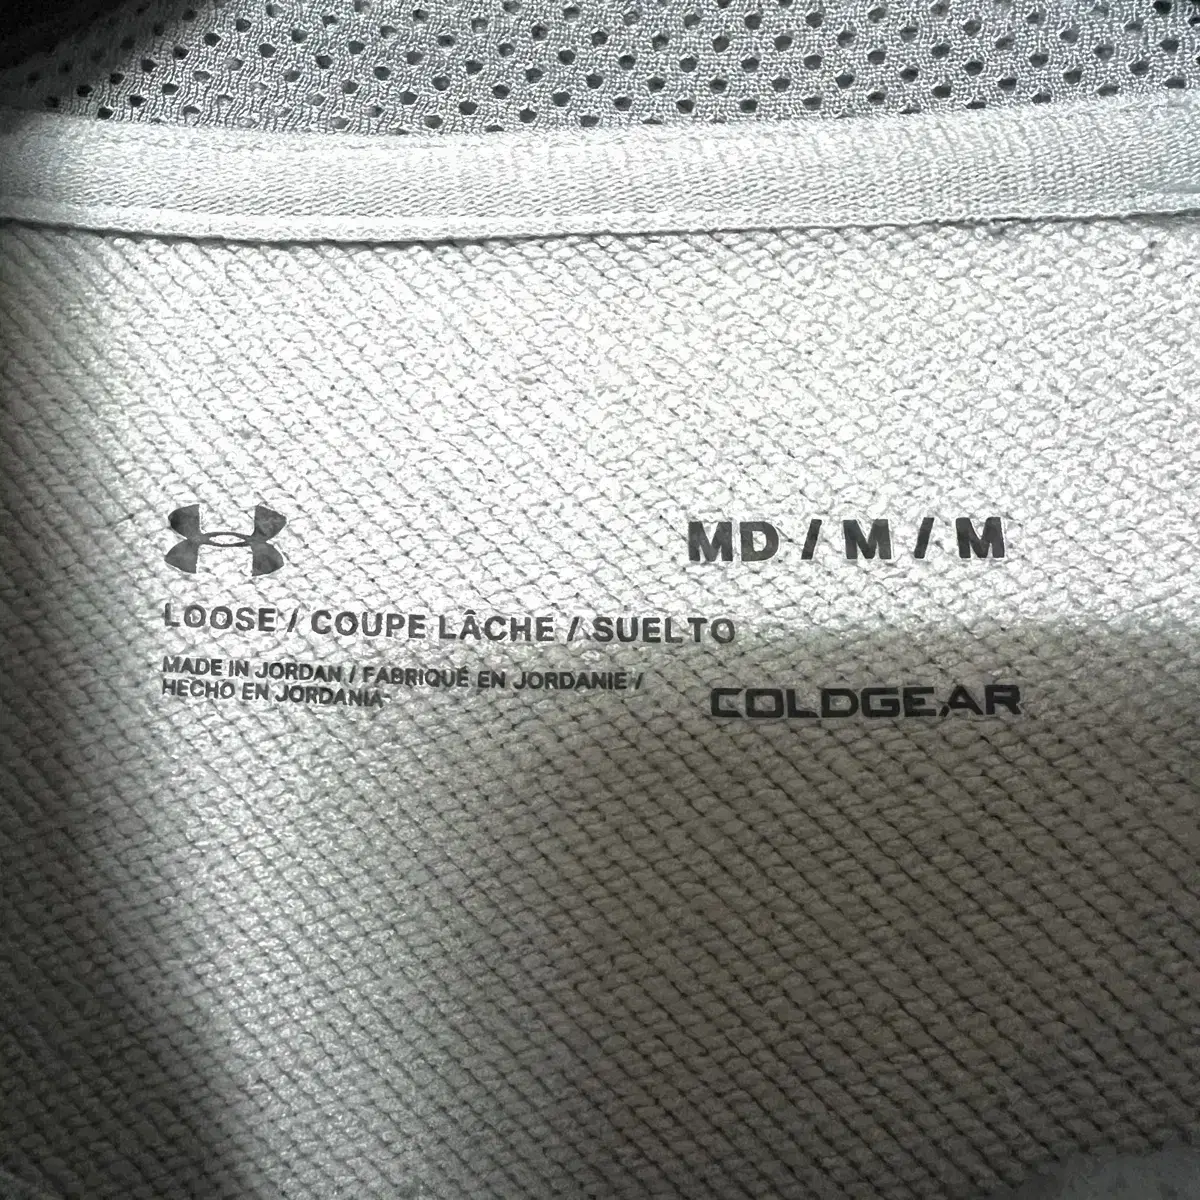 MD / M / M
LOOSE / COUPE LÂCHE / SUELTO
MADE IN JORDAN / FABRIQUÉ EN JORDANIE /
HECHO EN JORDANIA
COLDGEAR